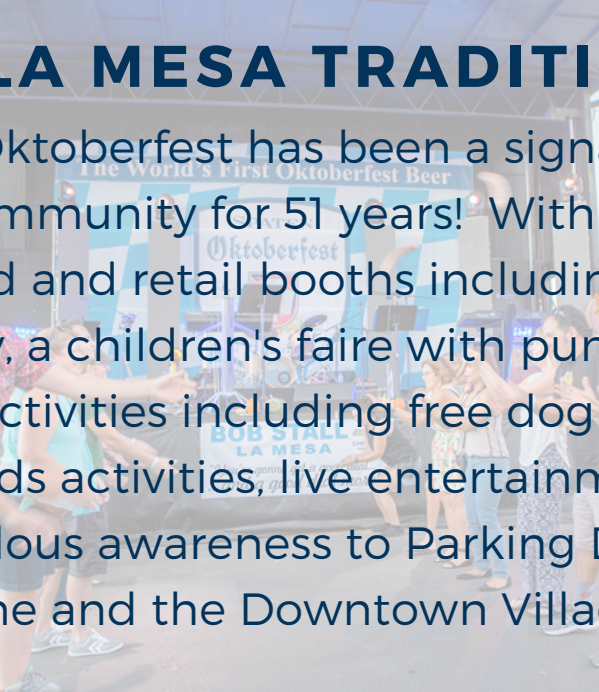 LA MESA TRADITI
Oktoberfest has been a sign
The World's First Oktoberfest Beer
mmunity for 51 years! With
Oktoberfest
d and retail booths includin
y, a children's faire with pu
ctivities including free dog
BOB STALL
LA MESA
ds activities, live entertainm
lous awareness to Parking D
ne and the Downtown Villa